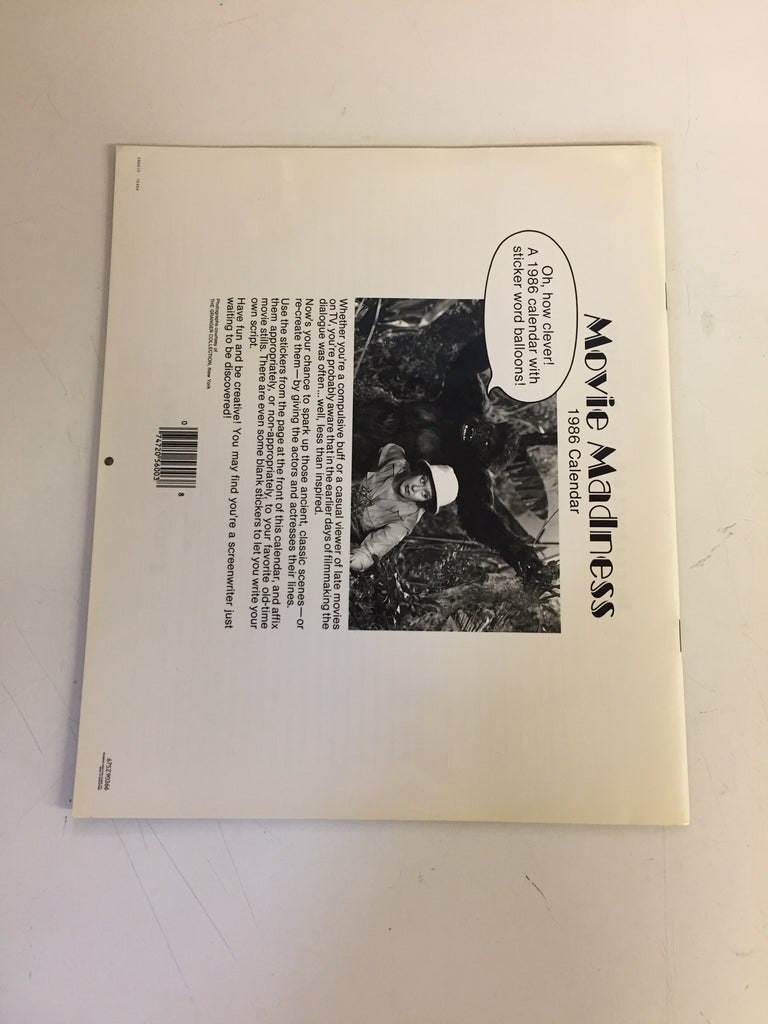 Movie Madness
1986 Calendar
Oh, how clever!
A 1986 calendar with
sticker word balloons!
Whether you're a compulsive buff or a casual viewer of late movies
on TV, you're probably aware that in the earlier days of filmmaking the
dialogue was often...well, less than inspired.
Now's your chance to spark up those ancient, classic scenes—or
re-create them—by giving the actors and actresses their lines.
Use the stickers from the page at the front of this calendar, and affix
them appropriately, or non-appropriately, to your favorite old-time
movie stills. There are even some blank stickers to let you write your
own script.
Have fun and be creative! You may find you're a screenwriter just
waiting to be discovered!
Photographs courtesy of
THE GRANGER COLLECTION, New York